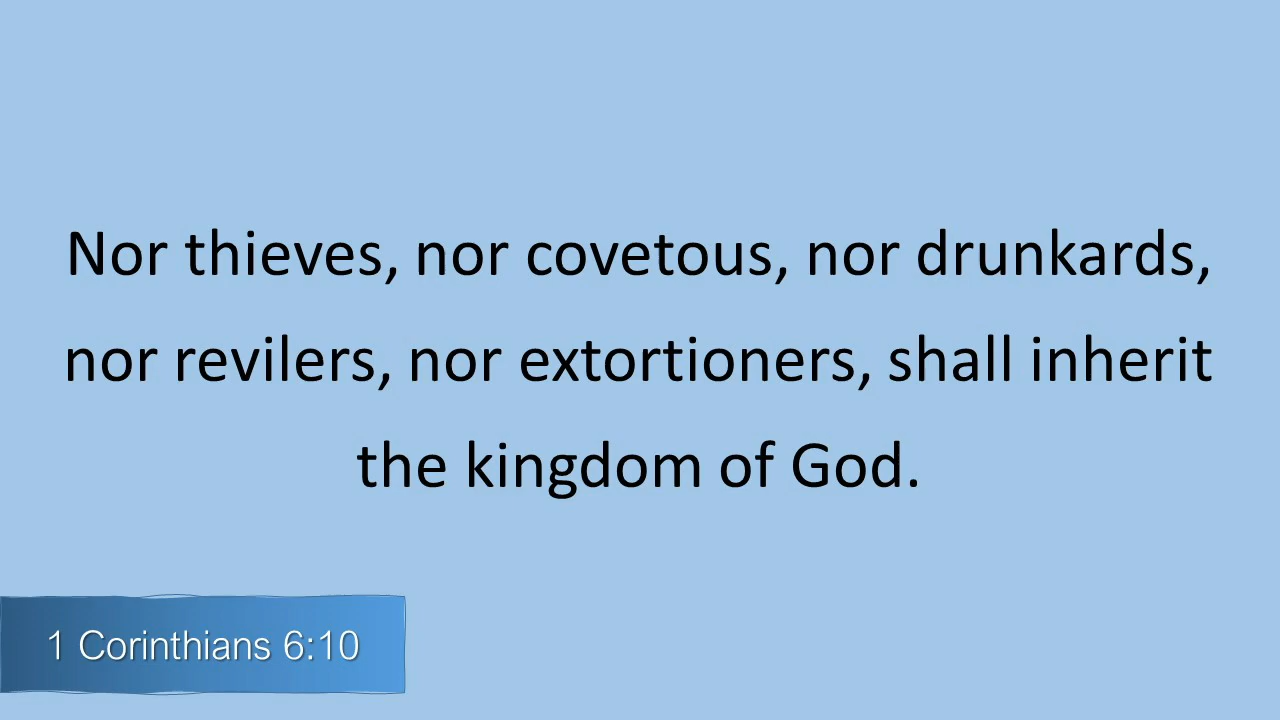 Nor thieves, nor covetous, nor drunkards,
nor revilers, nor extortioners, shall inherit
the kingdom of God.
1 Corinthians 6:10